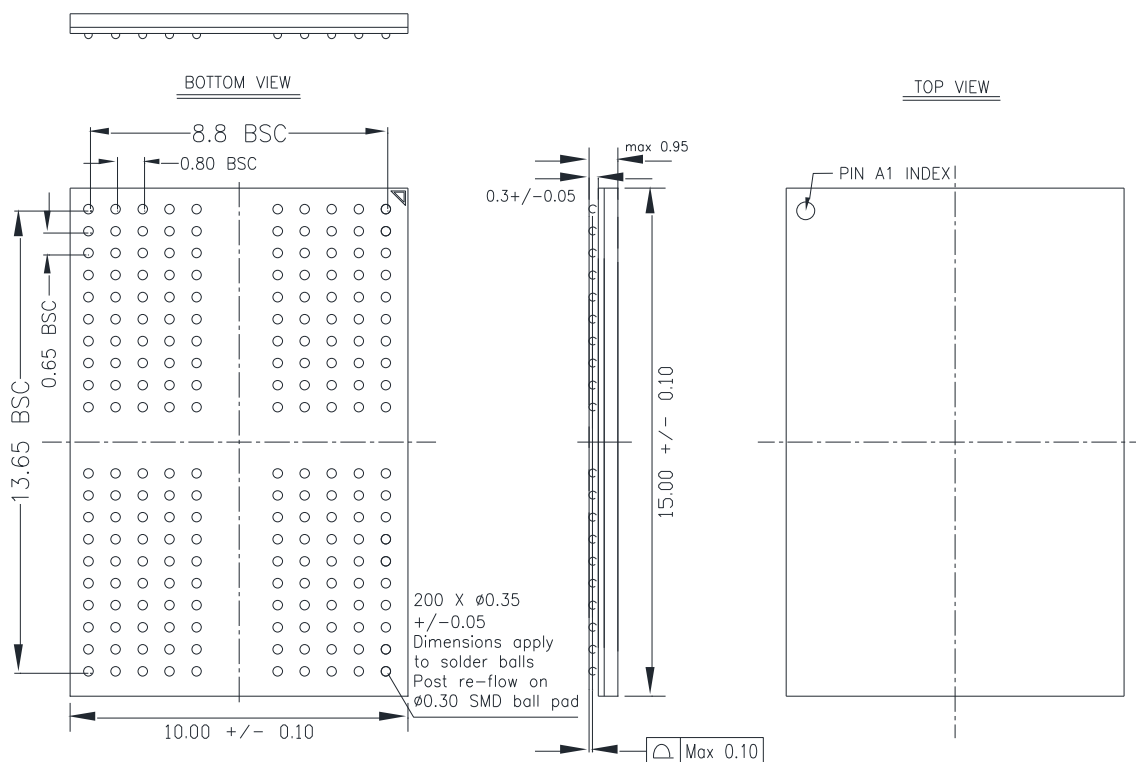 BOTTOM VIEW
TOP VIEW
8.8 BSC
0.80 BSC
max 0.95
0.3+/-0.05
PIN A1 INDEX
0.65 BSC
13.65 BSC
15.00 +/- 0.10
200 X ø0.35
+/-0.05
Dimensions apply
to solder balls
Post re-flow on
ø0.30 SMD ball pad
10.00 +/- 0.10
Max 0.10